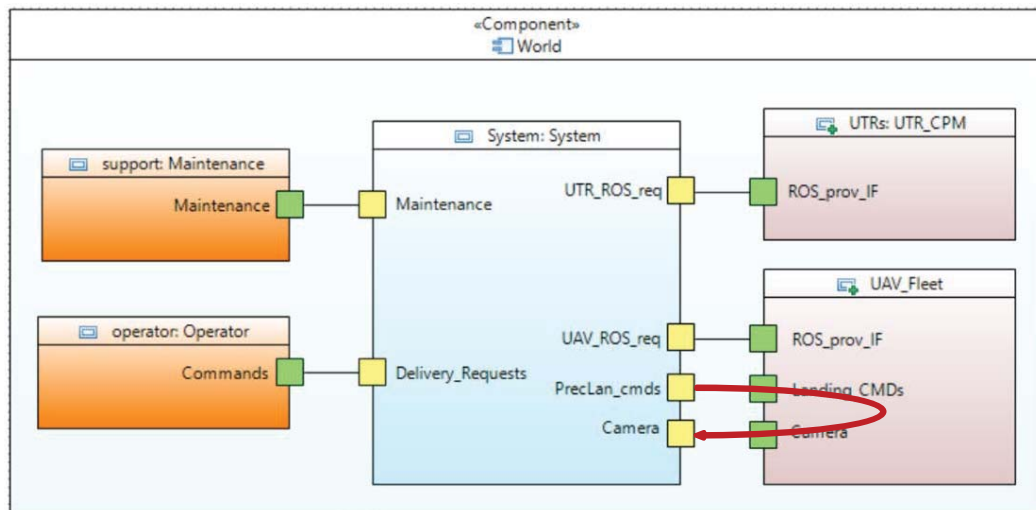 «Component»
World
UTRs: UTR_CPM
System: System
support: Maintenance
UTR_ROS_req
ROS_prov_IF
Maintenance
Maintenance
UAV_Fleet
operator: Operator
UAV_ROS_req
ROS_prov_IF
Commands
Delivery_Requests
PrecLan_cmds
Landing_CMDs
Camera
Camera